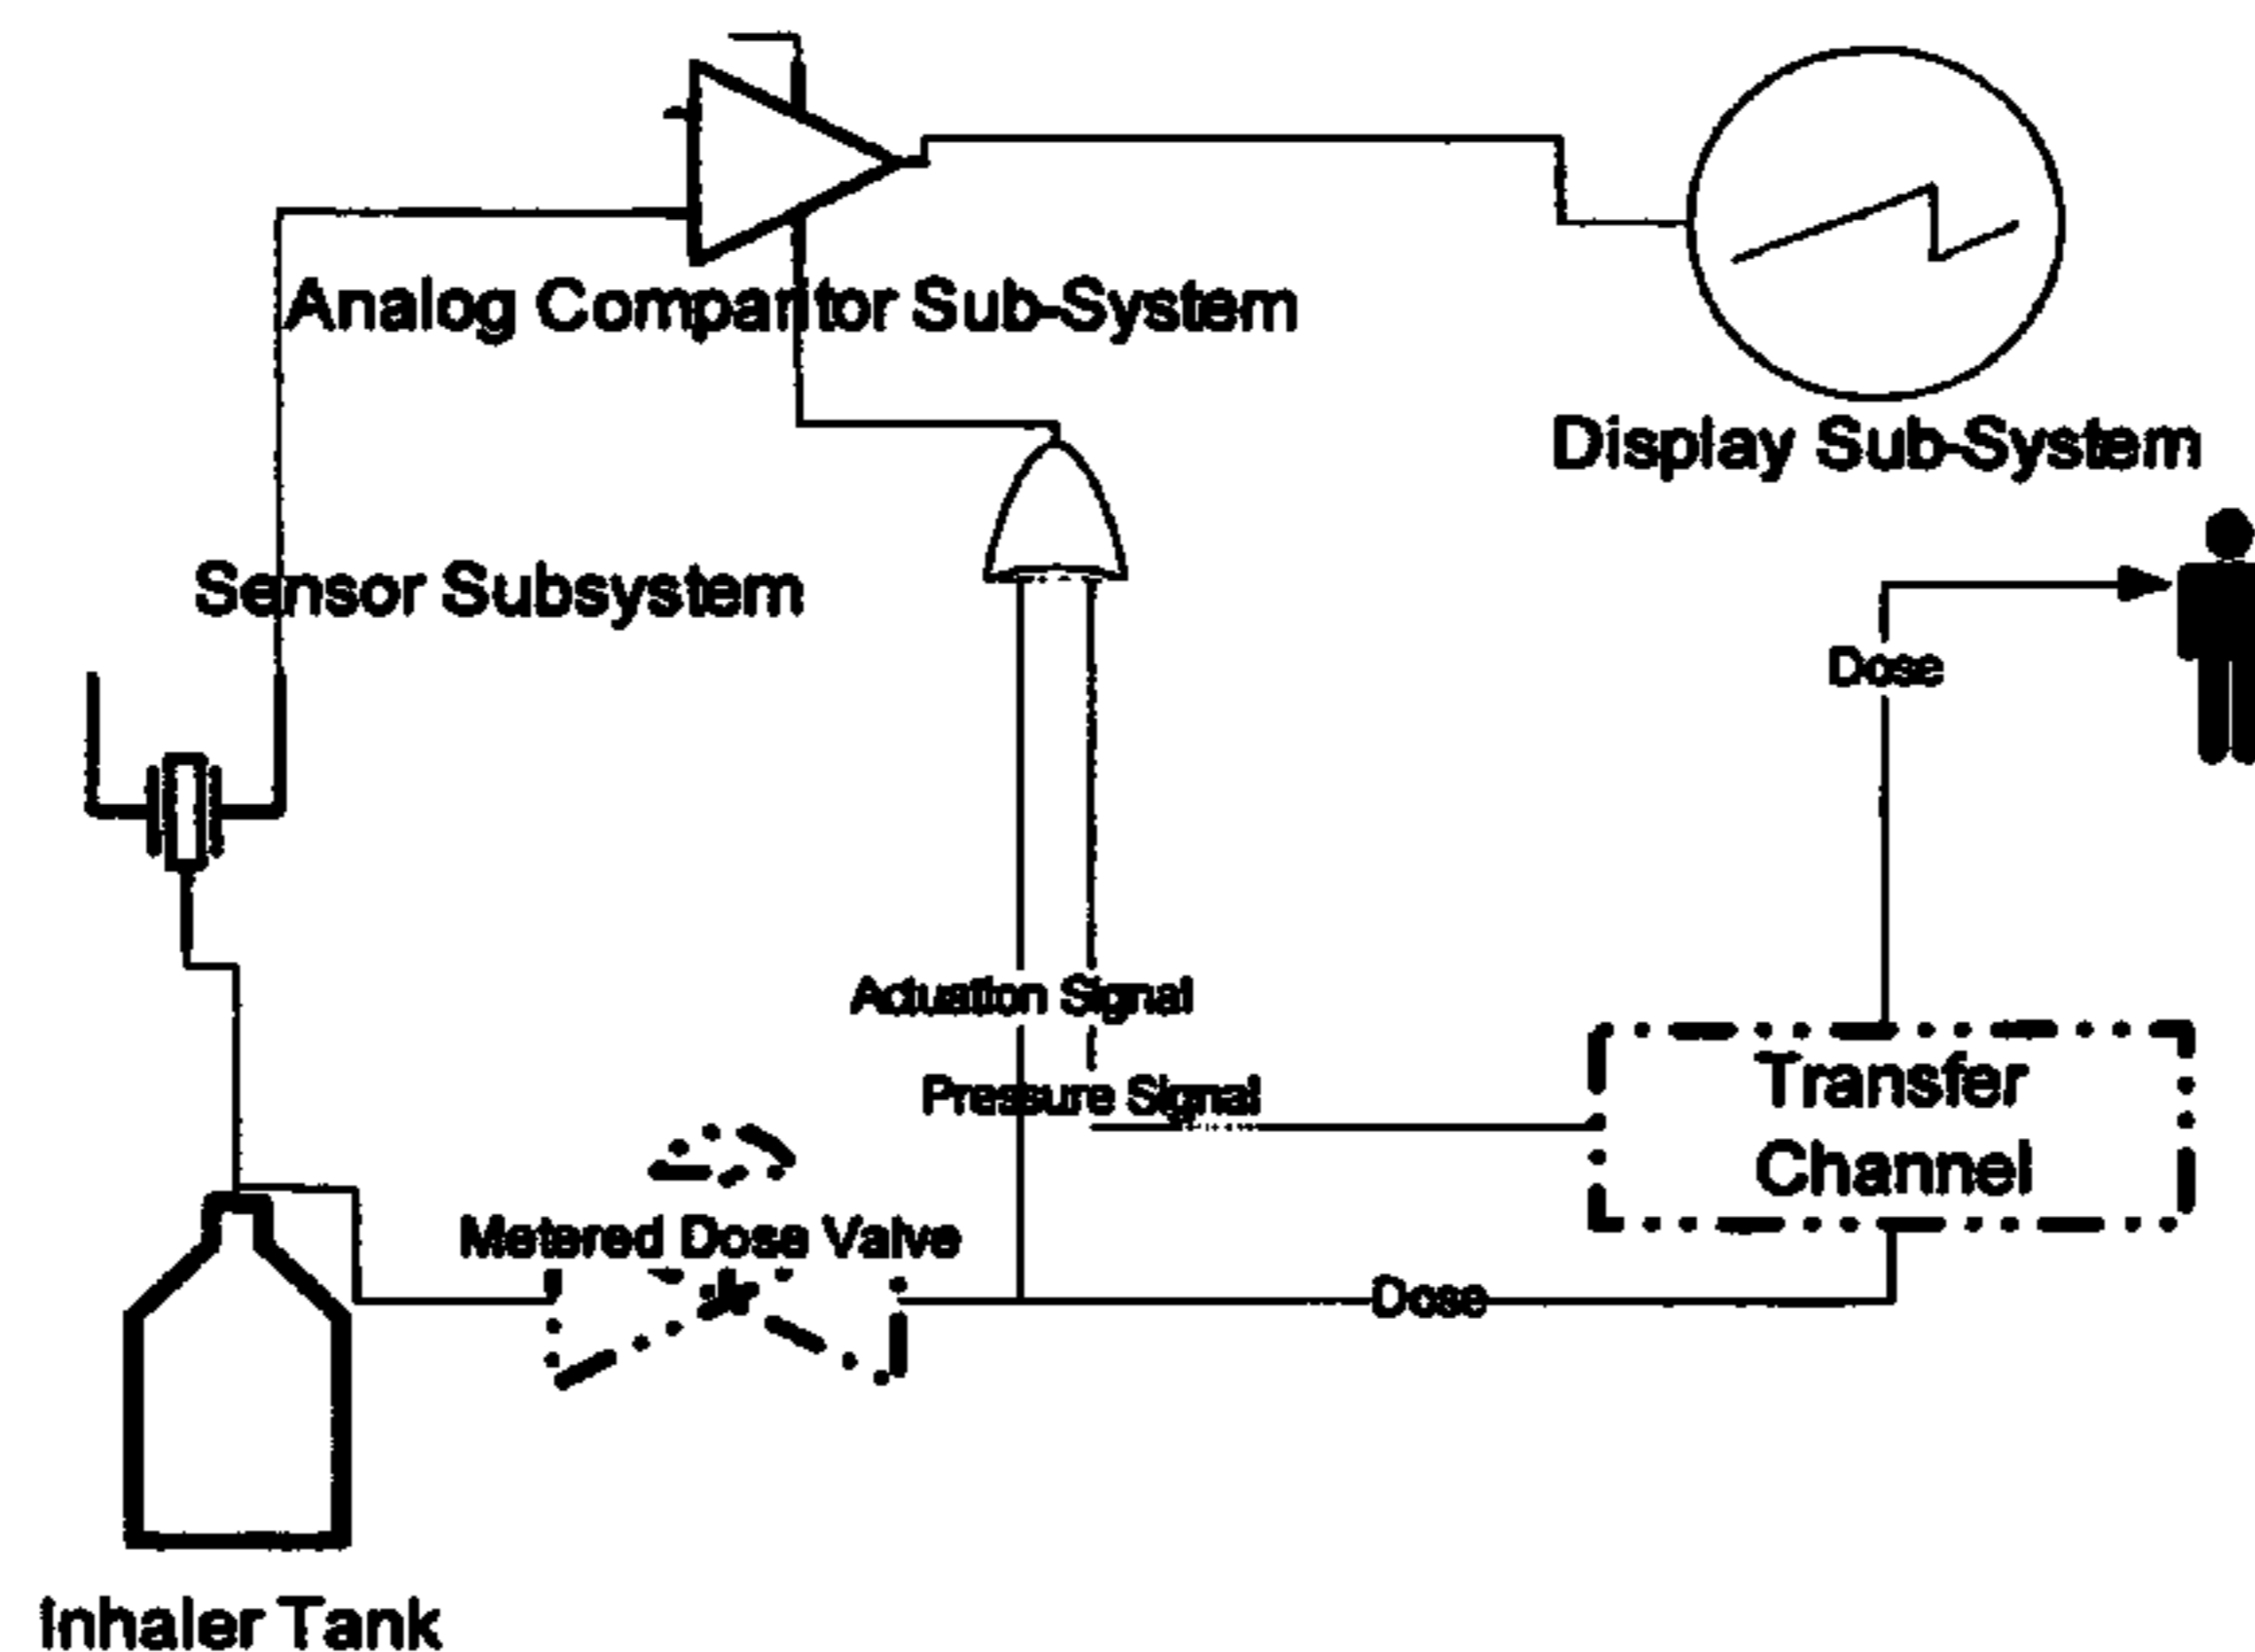 Analog Comparitor Sub-System
Display Sub-System
Sensor Subsystem
Dose
Actuation Signal
Pressure Signal
Transfer
Channel
Metered Dose Valve
Dose
Inhaler Tank